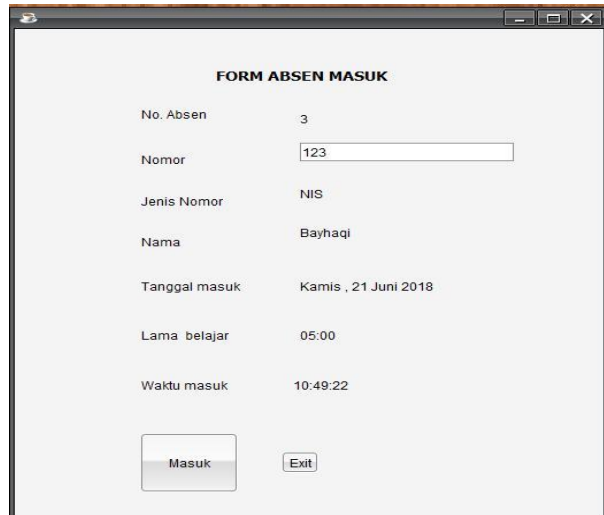 FORM ABSEN MASUK
No. Absen 3
Nomor 123
Jenis Nomor NIS
Nama Bayhaqi
Tanggal masuk Kamis , 21 Juni 2018
Lama belajar 05:00
Waktu masuk 10:49:22
Masuk Exit